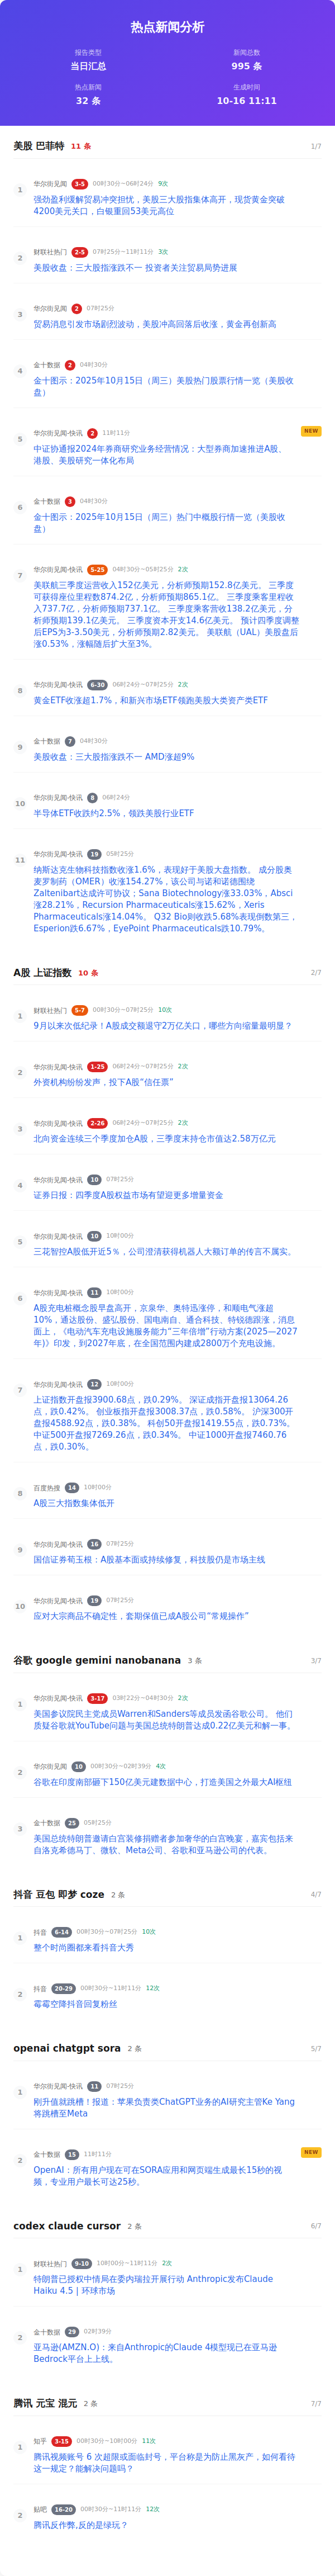 热点新闻分析
报告类型
新闻总数
当日汇总
995 条
热点新闻
生成时间
32 条
10-16 11:11
美股 巴菲特 11 条 1/7
1
华尔街见闻 3-5 00时30分~06时24分 9次
强劲盈利缓解贸易冲突担忧，美股三大股指集体高开，现货黄金突破
4200美元关口，白银重回53美元高位
2
财联社热门 2-5 07时25分~11时11分 3次
美股收盘：三大股指涨跌不一 投资者关注贸易局势进展
3
华尔街见闻 2 07时25分
贸易消息引发市场剧烈波动，美股冲高回落后收涨，黄金再创新高
4
金十数据 2 04时30分
金十图示：2025年10月15日（周三）美股热门股票行情一览（美股收
盘）
5
华尔街见闻-快讯 2 11时11分 NEW
中证协通报2024年券商研究业务经营情况：大型券商加速推进A股、
港股、美股研究一体化布局
6
金十数据 3 04时30分
金十图示：2025年10月15日（周三）热门中概股行情一览（美股收
盘）
7
华尔街见闻-快讯 5-25 04时30分~05时25分 2次
美联航三季度运营收入152亿美元，分析师预期152.8亿美元。 三季度
可获得座位里程数874.2亿，分析师预期865.1亿。 三季度乘客里程收
入737.7亿，分析师预期737.1亿。 三季度乘客营收138.2亿美元，分
析师预期139.1亿美元。 三季度资本开支14.6亿美元。 预计四季度调整
后EPS为3-3.50美元，分析师预期2.82美元。 美联航（UAL）美股盘后
涨0.53%，涨幅随后扩大至3%。
8
华尔街见闻-快讯 6-30 06时24分~07时25分 2次
黄金ETF收涨超1.7%，和新兴市场ETF领跑美股大类资产类ETF
9
金十数据 7 04时30分
美股收盘：三大股指涨跌不一 AMD涨超9%
10
华尔街见闻-快讯 8 06时24分
半导体ETF收涨约2.5%，领跌美股行业ETF
11
华尔街见闻-快讯 19 05时25分
纳斯达克生物科技指数收涨1.6%，表现好于美股大盘指数。 成分股奥
麦罗制药（OMER）收涨154.27%，该公司与诺和诺德围绕
Zaltenibart达成许可协议；Sana Biotechnology涨33.03%，Absci
涨28.21%，Recursion Pharmaceuticals涨15.62%，Xeris
Pharmaceuticals涨14.04%。 Q32 Bio则收跌5.68%表现倒数第三，
Esperion跌6.67%，EyePoint Pharmaceuticals跌10.79%。
A股 上证指数 10 条 2/7
1
财联社热门 5-7 00时30分~07时25分 10次
9月以来次低纪录！A股成交额退守2万亿关口，哪些方向缩量最明显？
2
华尔街见闻-快讯 1-25 06时24分~07时25分 2次
外资机构纷纷发声，投下A股“信任票”
3
华尔街见闻-快讯 2-26 06时24分~07时25分 2次
北向资金连续三个季度加仓A股，三季度末持仓市值达2.58万亿元
4
华尔街见闻-快讯 10 07时25分
证券日报：四季度A股权益市场有望迎更多增量资金
5
华尔街见闻-快讯 10 10时00分
三花智控A股低开近5％，公司澄清获得机器人大额订单的传言不属实。
6
华尔街见闻-快讯 11 10时00分
A股充电桩概念股早盘高开，京泉华、奥特迅涨停，和顺电气涨超
10%，通达股份、盛弘股份、国电南自、通合科技、特锐德跟涨，消息
面上，《电动汽车充电设施服务能力“三年倍增”行动方案(2025—2027
年)》印发，到2027年底，在全国范围内建成2800万个充电设施。
7
华尔街见闻-快讯 12 10时00分
上证指数开盘报3900.68点，跌0.29%。 深证成指开盘报13064.26
点，跌0.42%。 创业板指开盘报3008.37点，跌0.58%。 沪深300开
盘报4588.92点，跌0.38%。 科创50开盘报1419.55点，跌0.73%。
中证500开盘报7269.26点，跌0.34%。 中证1000开盘报7460.76
点，跌0.30%。
8
百度热搜 14 10时00分
A股三大指数集体低开
9
华尔街见闻-快讯 16 07时25分
国信证券荀玉根：A股基本面或持续修复，科技股仍是市场主线
10
华尔街见闻-快讯 19 07时25分
应对大宗商品不确定性，套期保值已成A股公司“常规操作”
谷歌 google gemini nanobanana 3 条 3/7
1
华尔街见闻-快讯 3-17 03时22分~04时30分 2次
美国参议院民主党成员Warren和Sanders等成员发函谷歌公司。 他们
质疑谷歌就YouTube问题与美国总统特朗普达成0.22亿美元和解一事。
2
华尔街见闻 10 00时30分~02时39分 4次
谷歌在印度南部砸下150亿美元建数据中心，打造美国之外最大AI枢纽
3
金十数据 25 05时25分
美国总统特朗普邀请白宫装修捐赠者参加奢华的白宫晚宴，嘉宾包括来
自洛克希德马丁、微软、Meta公司、谷歌和亚马逊公司的代表。
抖音 豆包 即梦 coze 2 条 4/7
1
抖音 6-14 00时30分~07时25分 10次
整个时尚圈都来看抖音大秀
2
抖音 20-29 00时30分~11时11分 12次
霉霉空降抖音回复粉丝
openai chatgpt sora 2 条 5/7
1
华尔街见闻-快讯 11 07时25分
刚升值就跳槽！报道：苹果负责类ChatGPT业务的AI研究主管Ke Yang
将跳槽至Meta
2
金十数据 15 11时11分 NEW
OpenAI：所有用户现在可在SORA应用和网页端生成最长15秒的视
频，专业用户最长可达25秒。
codex claude cursor 2 条 6/7
1
财联社热门 9-10 10时00分~11时11分 2次
特朗普已授权中情局在委内瑞拉开展行动 Anthropic发布Claude
Haiku 4.5 | 环球市场
2
金十数据 29 02时39分
亚马逊(AMZN.O)：来自Anthropic的Claude 4模型现已在亚马逊
Bedrock平台上上线。
腾讯 元宝 混元 2 条 7/7
1
知乎 3-15 00时30分~10时00分 11次
腾讯视频账号 6 次超限或面临封号，平台称是为防止黑灰产，如何看待
这一规定？能解决问题吗？
2
贴吧 16-20 00时30分~11时11分 12次
腾讯反作弊,反的是绿玩？